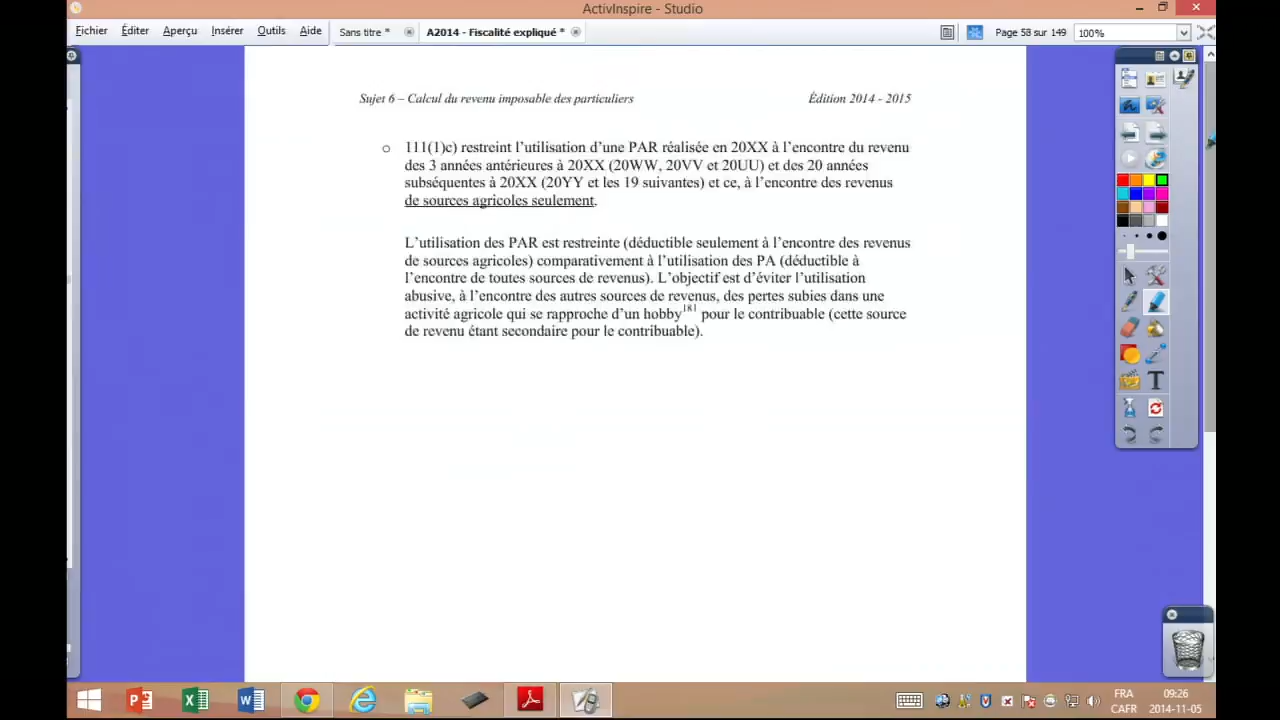 ActivInspire - Studio
Fichier Éditer Aperçu Insérer Outils Aide
Sans titre * A2014 - Fiscalité expliqué * Page 58 sur 149 100%
Sujet 6 – Calcul du revenu imposable des particuliers Édition 2014 - 2015
o 111(1)c) restreint l'utilisation d'une PAR réalisée en 20XX à l'encontre du revenu
des 3 années antérieures à 20XX (20WW, 20VV et 20UU) et des 20 années
subséquentes à 20XX (20YY et les 19 suivantes) et ce, à l'encontre des revenus
de sources agricoles seulement.
L'utilisation des PAR est restreinte (déductible seulement à l'encontre des revenus
de sources agricoles) comparativement à l'utilisation des PA (déductible à
l'encontre de toutes sources de revenus). L'objectif est d'éviter l'utilisation
abusive, à l'encontre des autres sources de revenus, des pertes subies dans une
activité agricole qui se rapproche d'un hobby181 pour le contribuable (cette source
de revenu étant secondaire pour le contribuable).
FRA 09:26
CAFR 2014-11-05